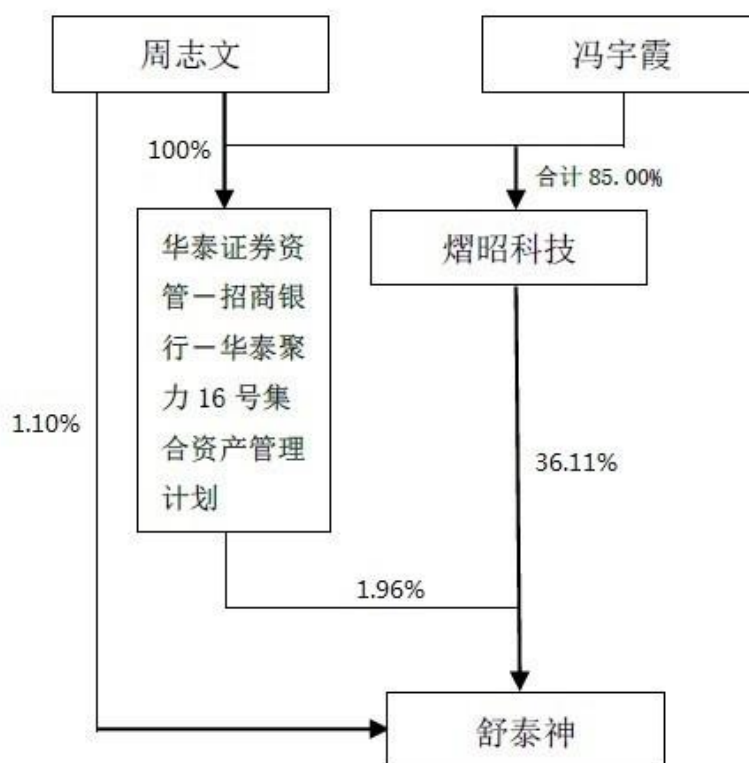 周志文
冯宇霞
100%
合计 85.00%
华泰证券资
管－招商银
行－华泰聚
力 16 号集
合资产管理
计划
熠昭科技
1.10%
36.11%
1.96%
舒泰神